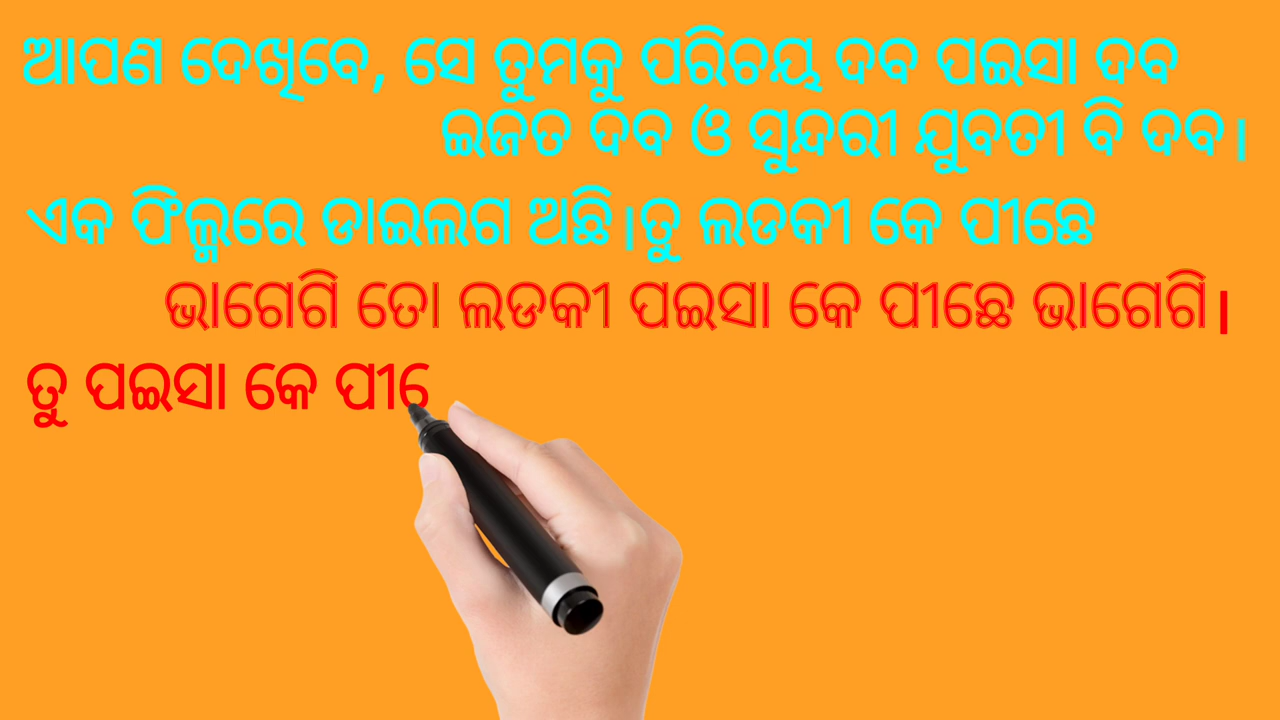 ଆପଣ ଦେଖିବେ, ସେ ତୁମକୁ ପରିଚୟ ଦବ ପଇସା ଦବ
ଇଜତ ଦବ ଓ ସୁନ୍ଦରୀ ଯୁବତୀ ବି ଦବ।
ଏକ ଫିଲ୍ମରେ ଡାଇଲଗ ଅଛି।ତୁ ଲଡକୀ କେ ପୀଛେ
ଭାଗେଗି ତୋ ଲଡକୀ ପଇସା କେ ପୀଛେ ଭାଗେଗି।
ତୁ ପଇସା କେ